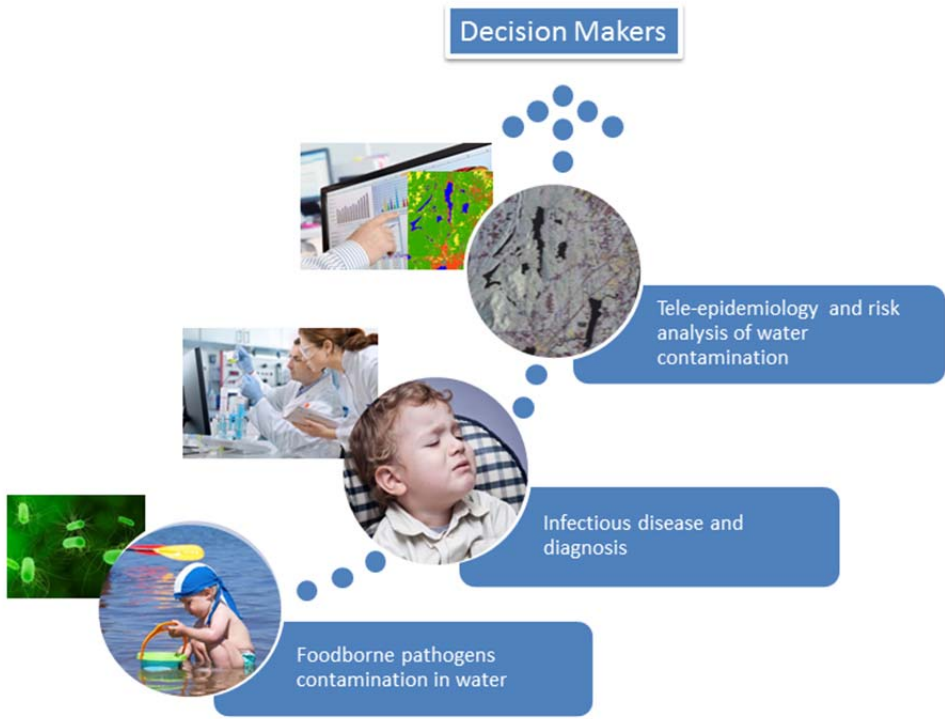 Decision Makers
Tele-epidemiology and risk
analysis of water
contamination
Infectious disease and
diagnosis
Foodborne pathogens
contamination in water